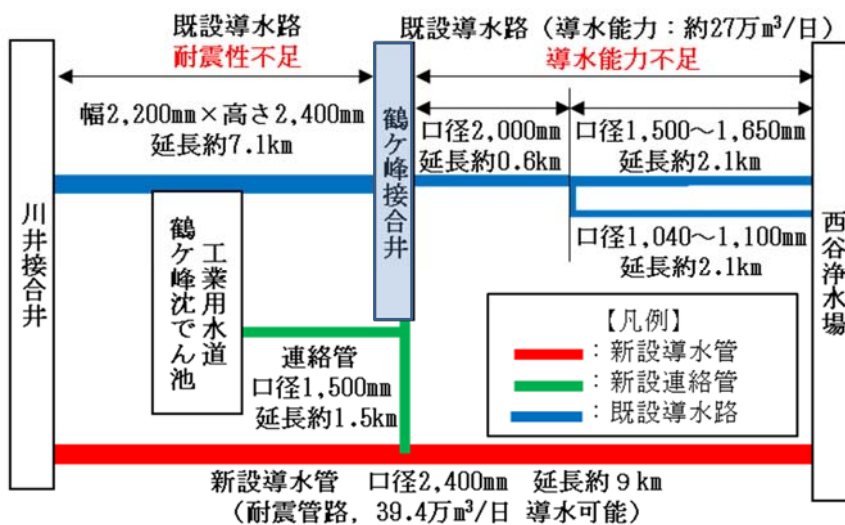 既設導水路
耐震性不足
既設導水路（導水能力：約27万m³/日）
導水能力不足
幅2,200mm×高さ2,400mm
延長約7.1km
口径2,000mm
延長約0.6km
口径1,500～1,650mm
延長約2.1km
口径1,040～1,100mm
延長約2.1km
川井接合井
鶴ケ峰接合井
西谷浄水場
工業用水道
鶴ケ峰沈でん池
連絡管
口径1,500mm
延長約1.5km
【凡例】
：新設導水管
：新設連絡管
：既設導水路
新設導水管　口径2,400mm　延長約９km
（耐震管路，39.4万m³/日 導水可能）